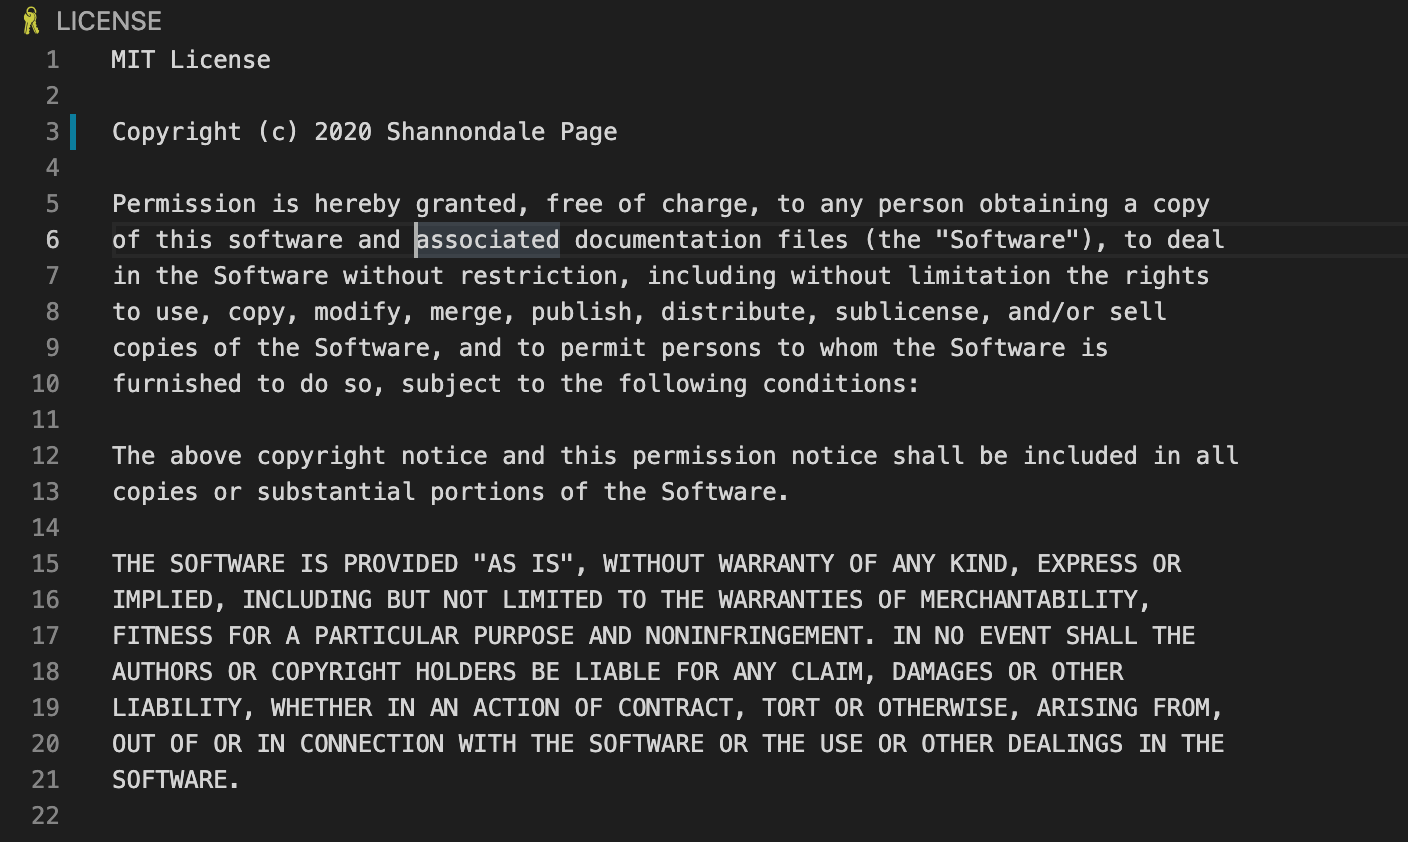 LICENSE
1 MIT License
2
3 Copyright (c) 2020 Shannondale Page
4
5 Permission is hereby granted, free of charge, to any person obtaining a copy
6 of this software and associated documentation files (the "Software"), to deal
7 in the Software without restriction, including without limitation the rights
8 to use, copy, modify, merge, publish, distribute, sublicense, and/or sell
9 copies of the Software, and to permit persons to whom the Software is
10 furnished to do so, subject to the following conditions:
11
12 The above copyright notice and this permission notice shall be included in all
13 copies or substantial portions of the Software.
14
15 THE SOFTWARE IS PROVIDED "AS IS", WITHOUT WARRANTY OF ANY KIND, EXPRESS OR
16 IMPLIED, INCLUDING BUT NOT LIMITED TO THE WARRANTIES OF MERCHANTABILITY,
17 FITNESS FOR A PARTICULAR PURPOSE AND NONINFRINGEMENT. IN NO EVENT SHALL THE
18 AUTHORS OR COPYRIGHT HOLDERS BE LIABLE FOR ANY CLAIM, DAMAGES OR OTHER
19 LIABILITY, WHETHER IN AN ACTION OF CONTRACT, TORT OR OTHERWISE, ARISING FROM,
20 OUT OF OR IN CONNECTION WITH THE SOFTWARE OR THE USE OR OTHER DEALINGS IN THE
21 SOFTWARE.
22